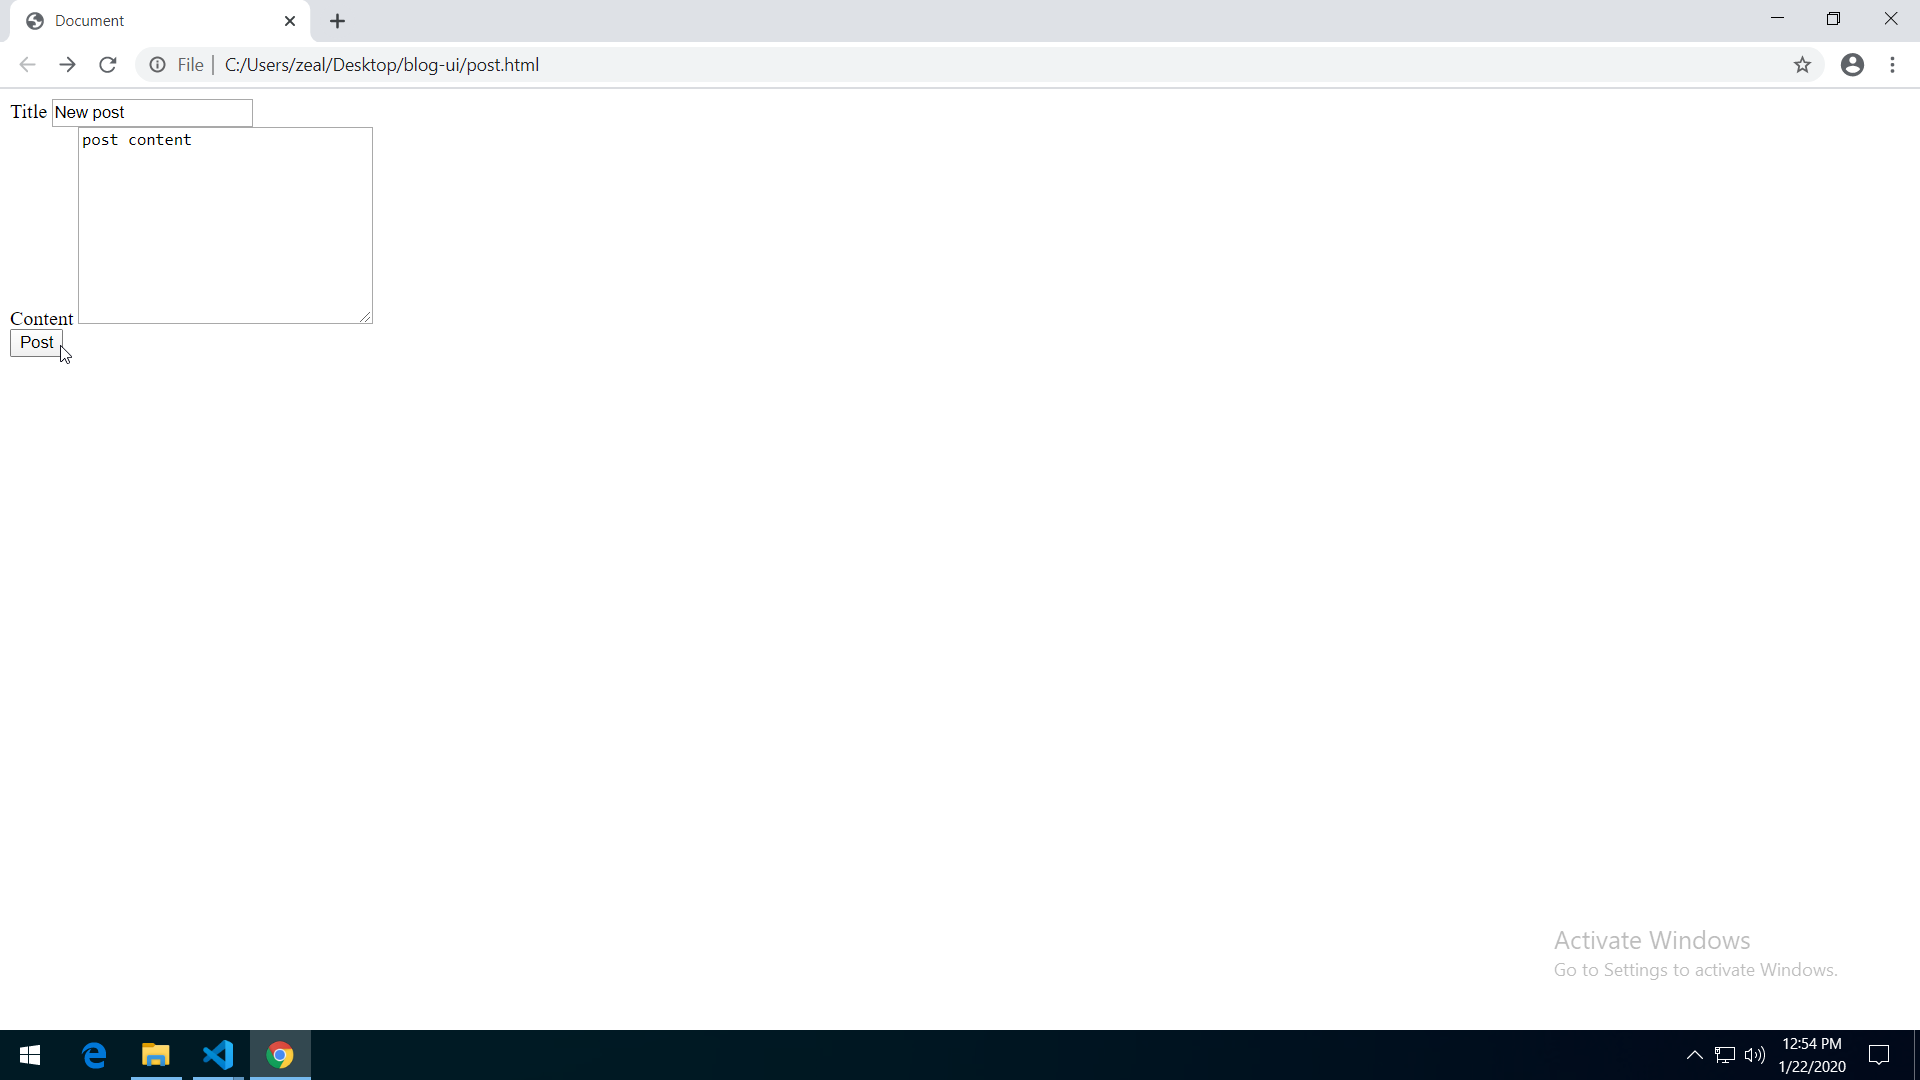 Document
File | C:/Users/zeal/Desktop/blog-ui/post.html
Title New post
post content
Content
Post
Activate Windows
Go to Settings to activate Windows.
12:54 PM
1/22/2020